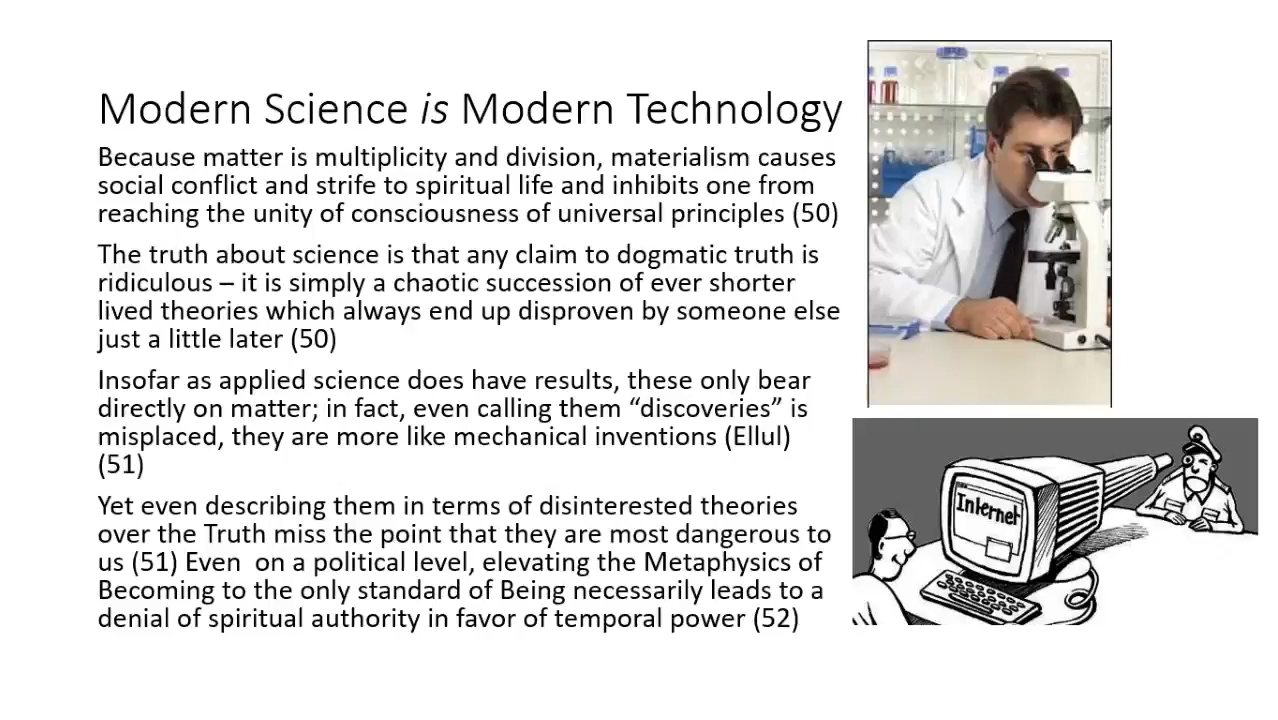 Modern Science is Modern Technology
Because matter is multiplicity and division, materialism causes
social conflict and strife to spiritual life and inhibits one from
reaching the unity of consciousness of universal principles (50)
The truth about science is that any claim to dogmatic truth is
ridiculous – it is simply a chaotic succession of ever shorter
lived theories which always end up disproven by someone else
just a little later (50)
Insofar as applied science does have results, these only bear
directly on matter; in fact, even calling them “discoveries” is
misplaced, they are more like mechanical inventions (Ellul)
(51)
Yet even describing them in terms of disinterested theories
over the Truth miss the point that they are most dangerous to
us (51) Even  on a political level, elevating the Metaphysics of
Becoming to the only standard of Being necessarily leads to a
denial of spiritual authority in favor of temporal power (52)
Internet